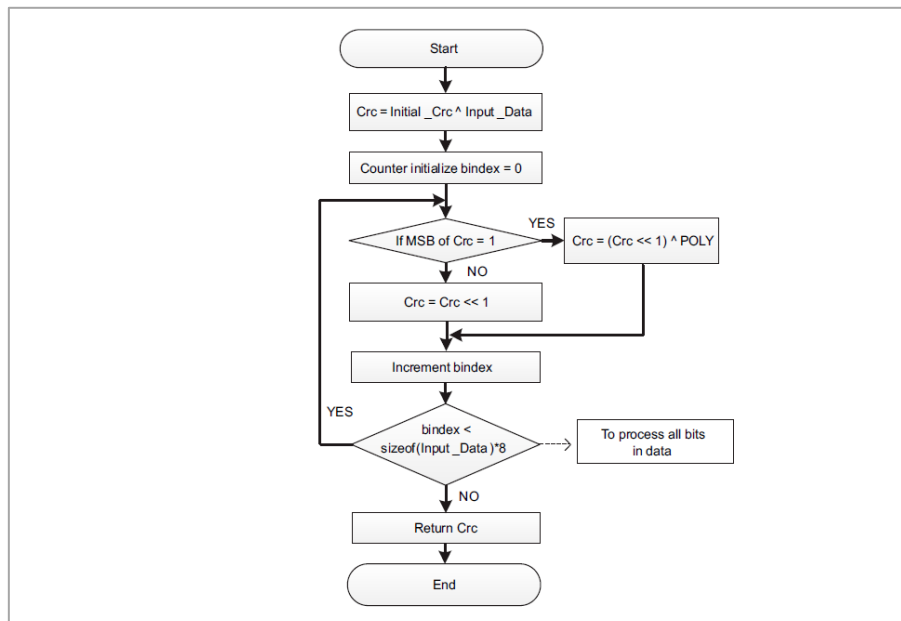 Start
Crc = Initial _Crc ^ Input _Data
Counter initialize bindex = 0
If MSB of Crc = 1
YES
Crc = (Crc << 1) ^ POLY
NO
Crc = Crc << 1
Increment bindex
YES
bindex <
sizeof(Input _Data )*8
To process all bits
in data
NO
Return Crc
End